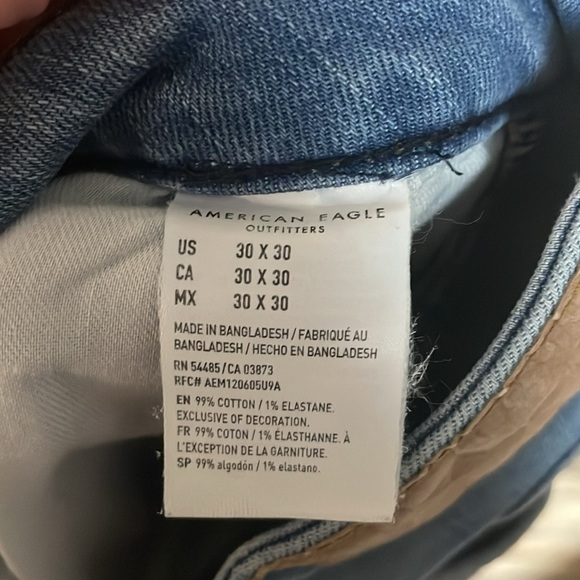 AMERICAN EAGLE
OUTFITTERS
US 30 X 30
CA 30 X 30
MX 30 X 30
MADE IN BANGLADESH / FABRIQUÉ AU
BANGLADESH / HECHO EN BANGLADESH
RN 54485 / CA 03873
RFC# AEM120605U9A
EN 99% COTTON / 1% ELASTANE.
EXCLUSIVE OF DECORATION.
FR 99% COTON / 1% ÉLASTHANNE. À
L'EXCEPTION DE LA GARNITURE.
SP 99% algodón / 1% elastano.